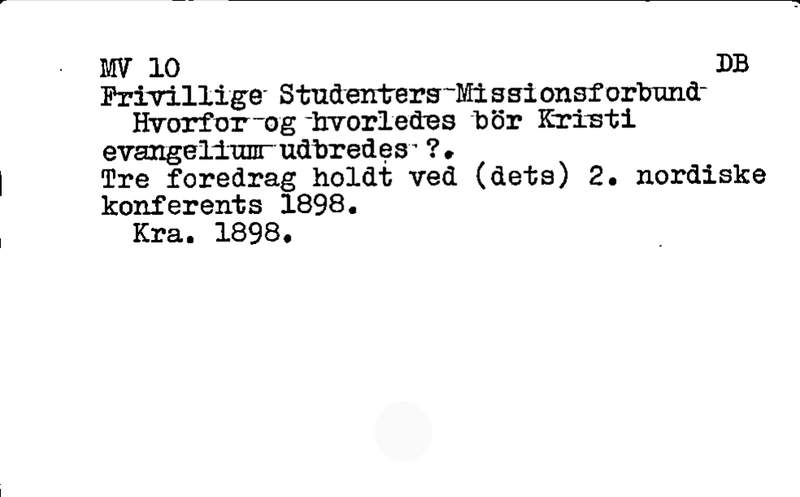 MV 10 DB
Frivillige Studenters Missionsforbund
Hvorfor og hvorledes bör Kristi
evangelium udbredes ?.
Tre foredrag holdt ved (dets) 2. nordiske
konferents 1898.
Kra. 1898.